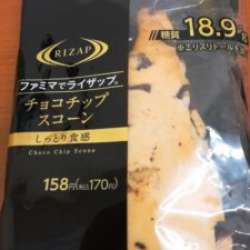 RIZAP
糖質 18.9g
ファミマでライザップ。
チョコチップ
スコーン
しっとり食感
Choco Chip Scone
158円(税込170円)